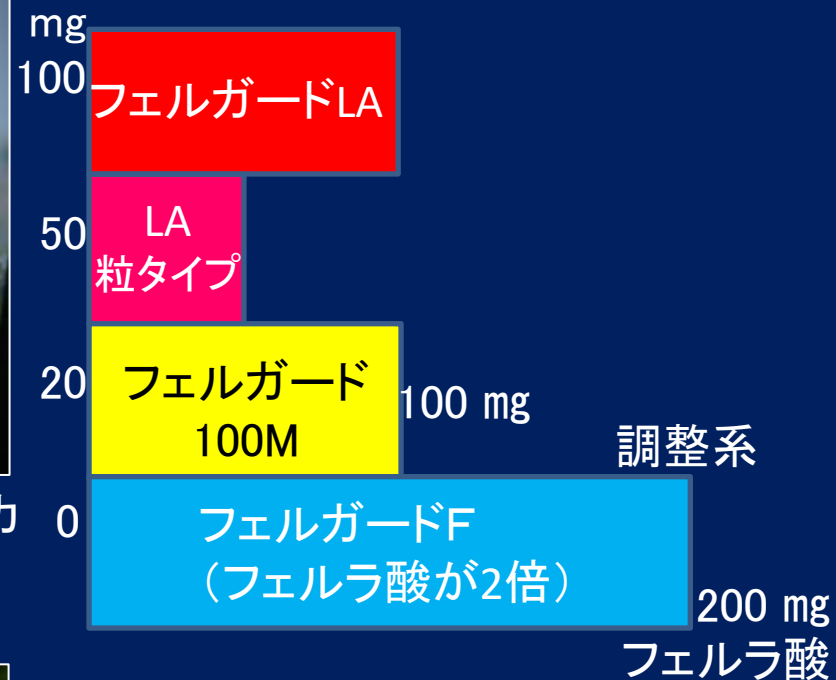 mg
100
フェルガードLA
50
LA
粒タイプ
20
フェルガード
100M
100 mg
調整系
力
0
フェルガードF
(フェルラ酸が2倍)
200 mg
フェルラ酸